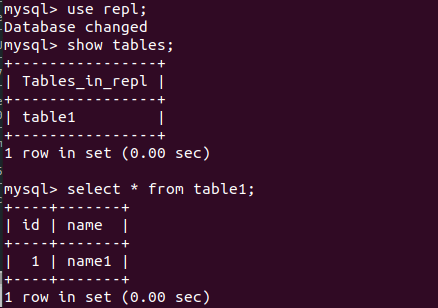 mysql> use repl;
Database changed
mysql> show tables;
+----------------+
| Tables_in_repl |
+----------------+
| table1         |
+----------------+
1 row in set (0.00 sec)

mysql> select * from table1;
+----+-------+
| id | name  |
+----+-------+
|  1 | name1 |
+----+-------+
1 row in set (0.00 sec)